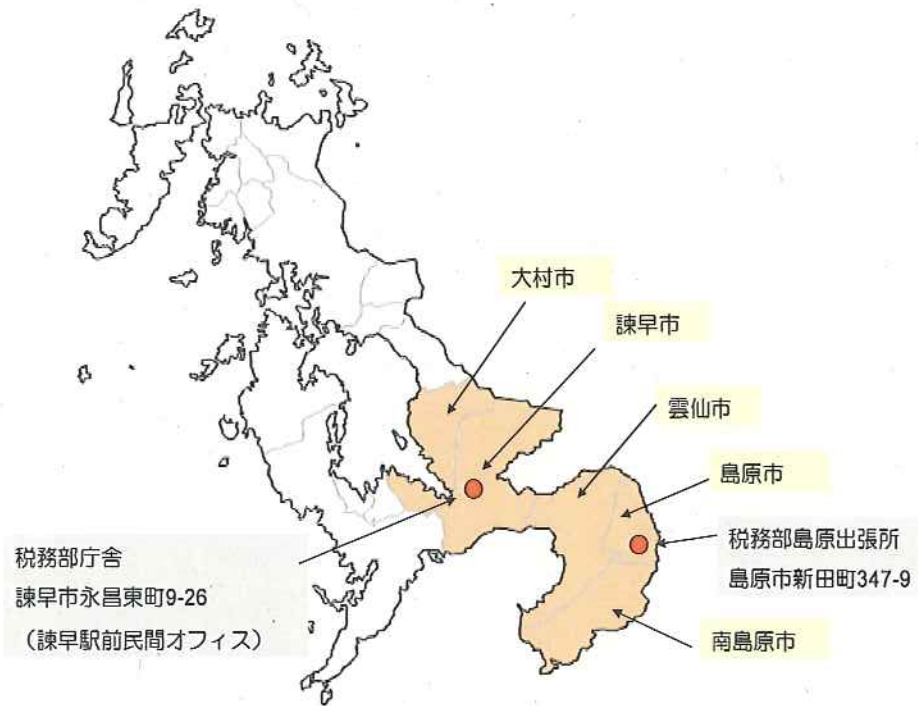 大村市
諫早市
雲仙市
島原市
税務部島原出張所
島原市新田町347-9
南島原市
税務部庁舎
諫早市永昌東町9-26
（諫早駅前民間オフィス）